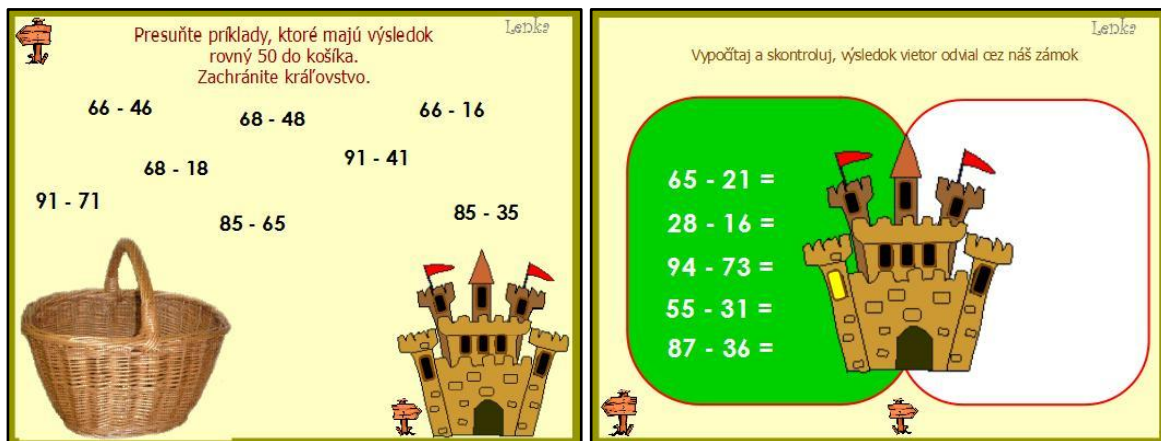 Lenka
Presuňte príklady, ktoré majú výsledok
rovný 50 do košíka.
Zachránite kráľovstvo.
66 - 46
68 - 48
66 - 16
68 - 18
91 - 41
91 - 71
85 - 65
85 - 35
Lenka
Vypočítaj a skontroluj, výsledok vietor odvial cez náš zámok
65 - 21 =
28 - 16 =
94 - 73 =
55 - 31 =
87 - 36 =